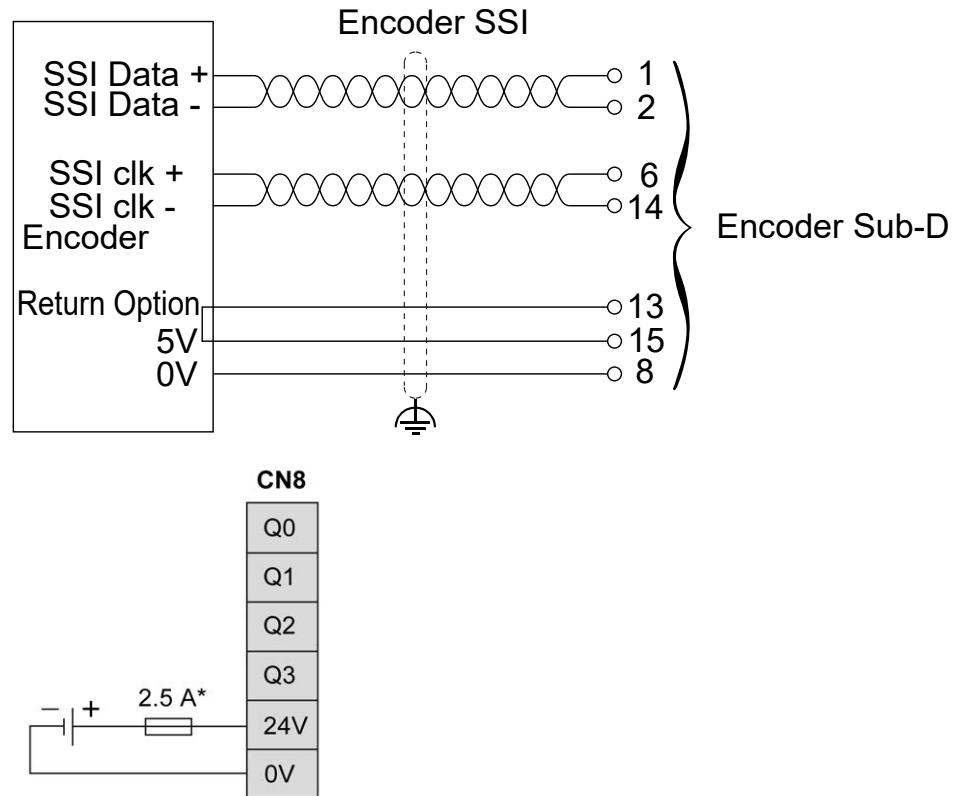 Encoder SSI
SSI Data + 1
SSI Data - 2
SSI clk + 6
SSI clk - 14
Encoder
Encoder Sub-D
Return Option 13
5V 15
0V 8
CN8
Q0
Q1
Q2
Q3
− + 2.5 A* 24V
0V